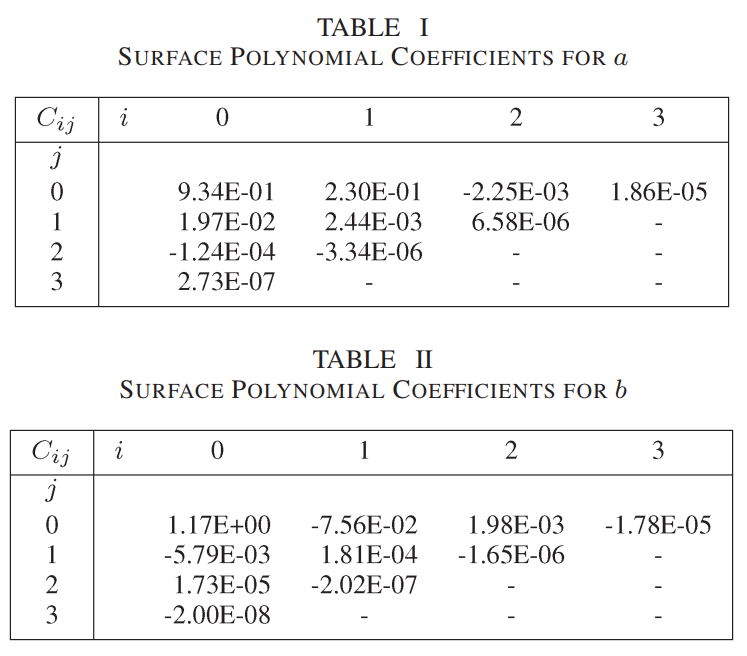 TABLE I
SURFACE POLYNOMIAL COEFFICIENTS FOR a
Cij i 0 1 2 3
j
0 9.34E-01 2.30E-01 -2.25E-03 1.86E-05
1 1.97E-02 2.44E-03 6.58E-06 -
2 -1.24E-04 -3.34E-06 - -
3 2.73E-07 - - -
TABLE II
SURFACE POLYNOMIAL COEFFICIENTS FOR b
Cij i 0 1 2 3
j
0 1.17E+00 -7.56E-02 1.98E-03 -1.78E-05
1 -5.79E-03 1.81E-04 -1.65E-06 -
2 1.73E-05 -2.02E-07 - -
3 -2.00E-08 - - -